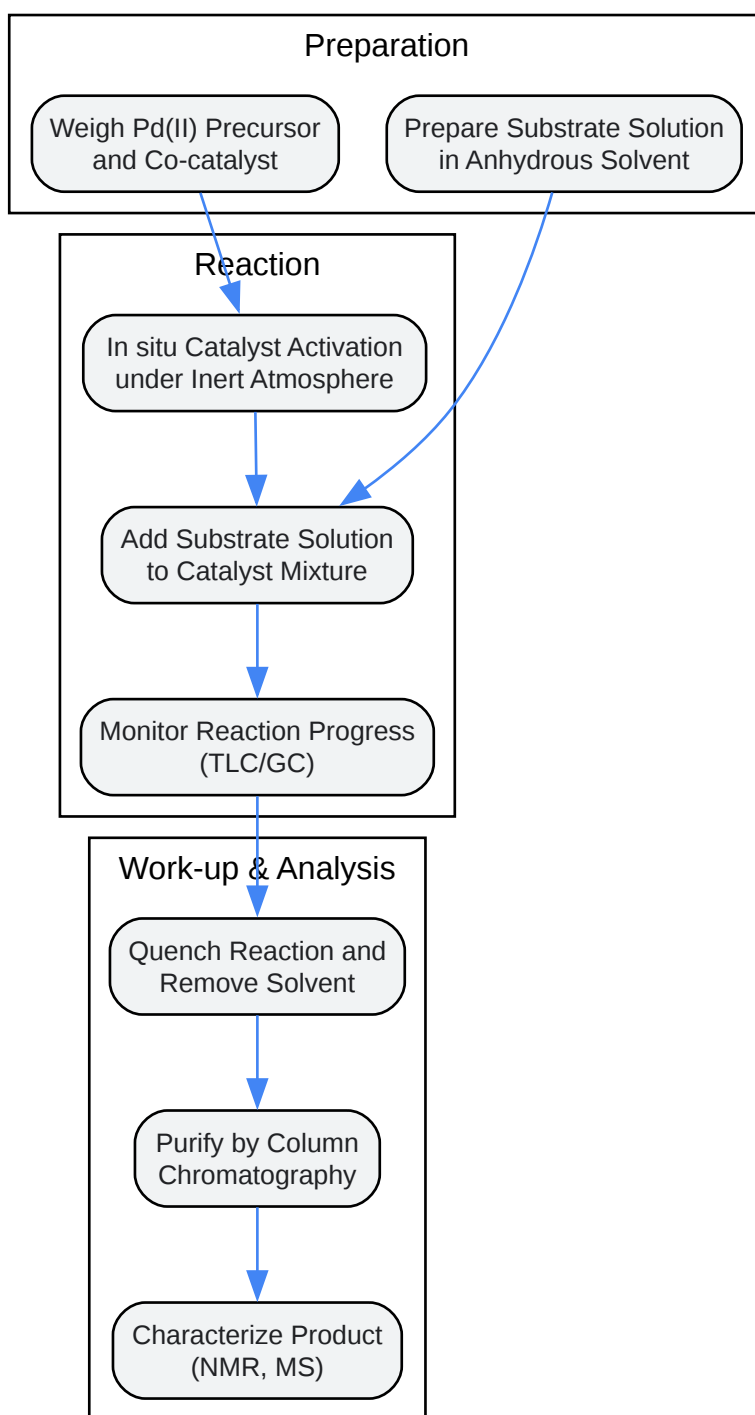 Preparation
Weigh Pd(II) Precursor
and Co-catalyst
Prepare Substrate Solution
in Anhydrous Solvent
Reaction
In situ Catalyst Activation
under Inert Atmosphere
Add Substrate Solution
to Catalyst Mixture
Monitor Reaction Progress
(TLC/GC)
Work-up & Analysis
Quench Reaction and
Remove Solvent
Purify by Column
Chromatography
Characterize Product
(NMR, MS)